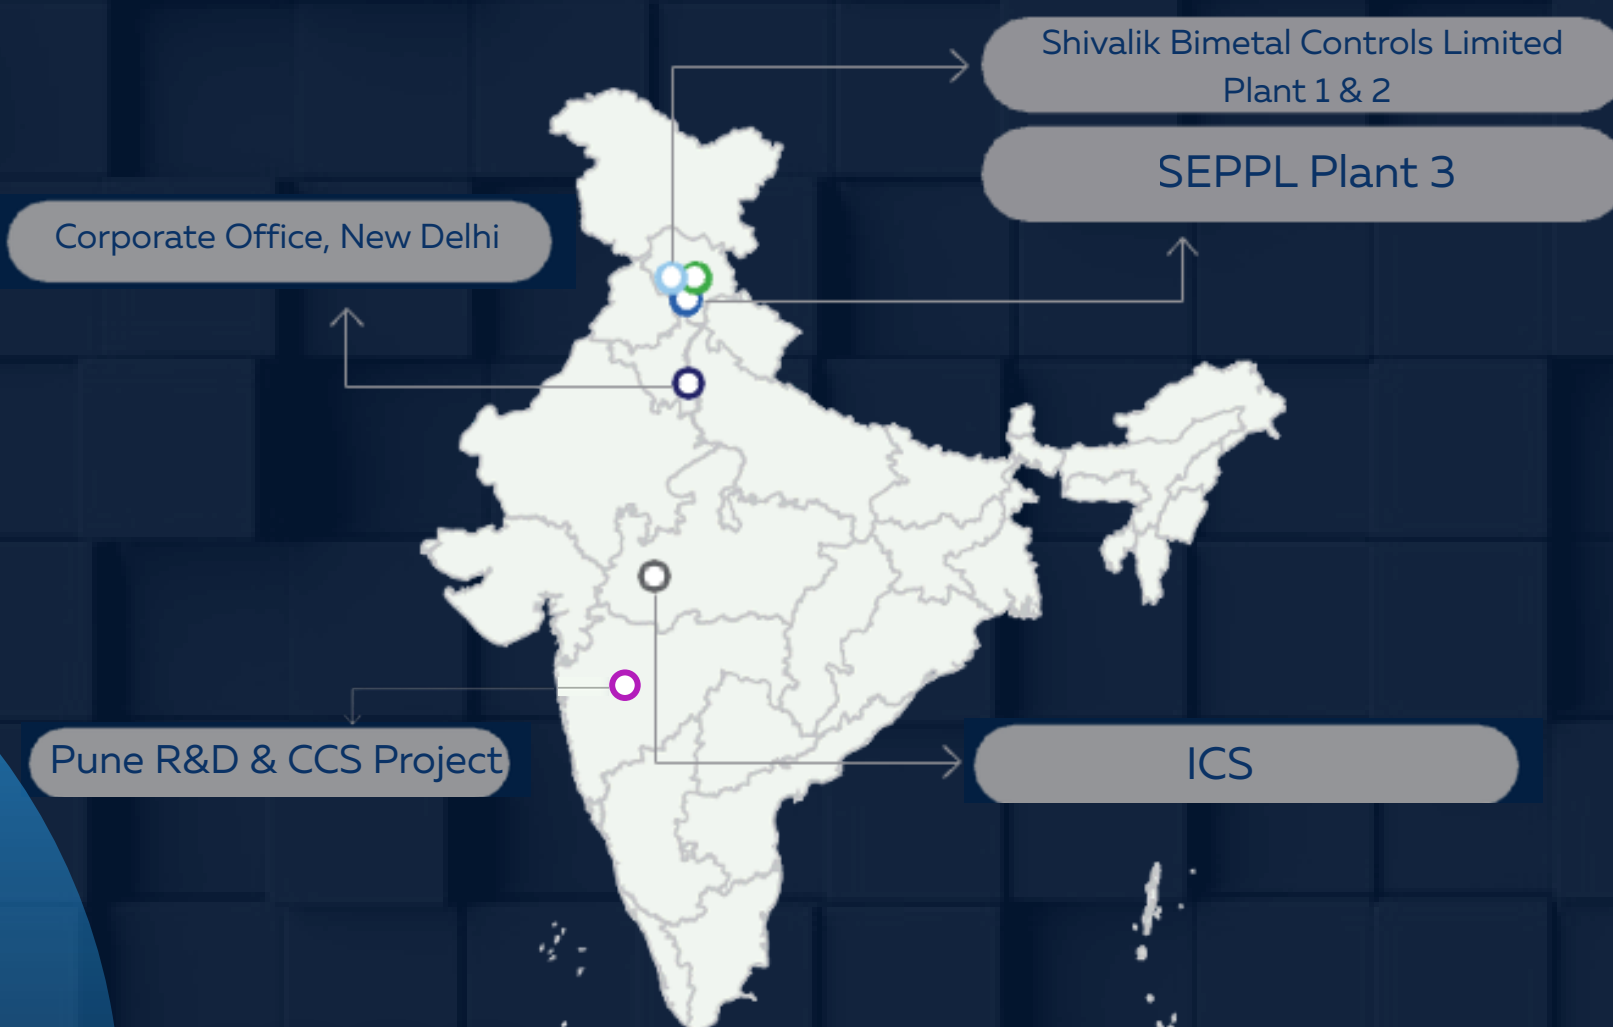 Shivalik Bimetal Controls Limited
Plant 1 & 2
SEPPL Plant 3
Corporate Office, New Delhi
Pune R&D & CCS Project
ICS